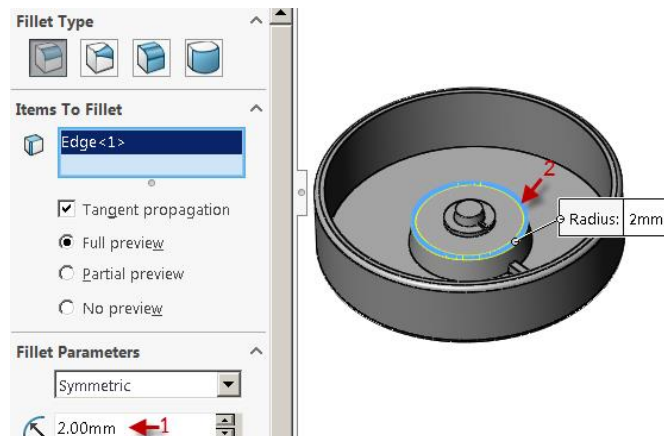 Fillet Type
Items To Fillet
Edge<1>
Tangent propagation
Full preview
Partial preview
No preview
Fillet Parameters
Symmetric
2.00mm
1
2
Radius: 2mm